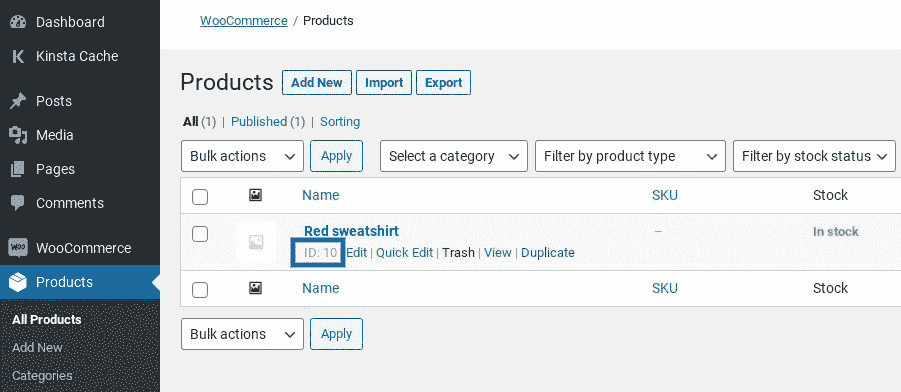 Dashboard
Kinsta Cache
Posts
Media
Pages
Comments
WooCommerce
Products
All Products
Add New
Categories
WooCommerce / Products
Products Add New Import Export
All (1) | Published (1) | Sorting
Bulk actions Apply Select a category Filter by product type Filter by stock status
Name SKU Stock
Red sweatshirt – In stock
ID: 10 Edit | Quick Edit | Trash | View | Duplicate
Name SKU Stock
Bulk actions Apply